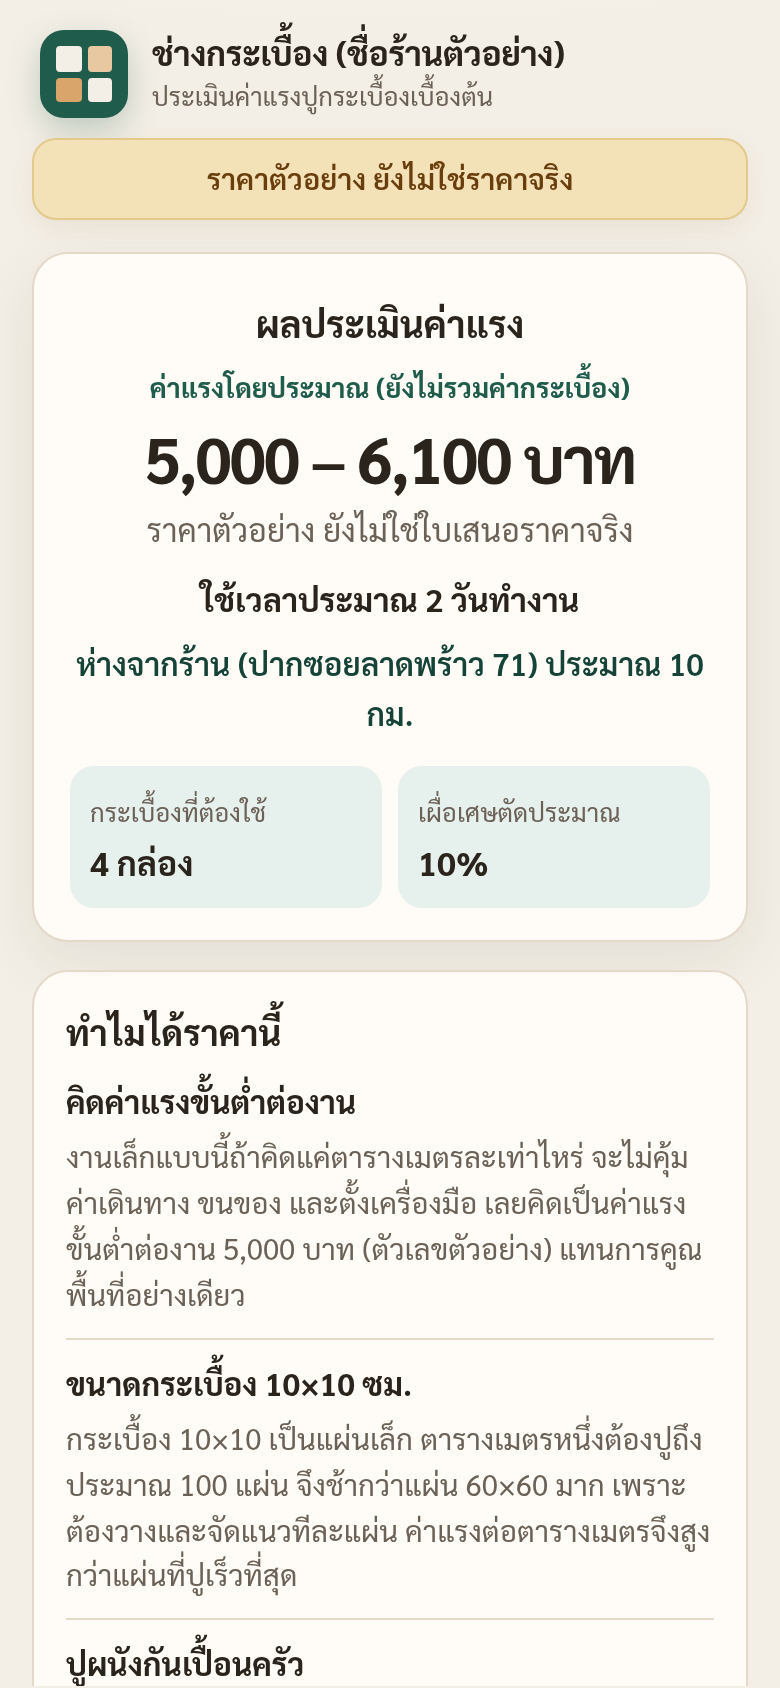 ช่างกระเบื้อง (ชื่อร้านตัวอย่าง)
ประเมินค่าแรงปูกระเบื้องเบื้องต้น
ราคาตัวอย่าง ยังไม่ใช่ราคาจริง
ผลประเมินค่าแรง
ค่าแรงโดยประมาณ (ยังไม่รวมค่ากระเบื้อง)
5,000 – 6,100 บาท
ราคาตัวอย่าง ยังไม่ใช่ใบเสนอราคาจริง
ใช้เวลาประมาณ 2 วันทำงาน
ห่างจากร้าน (ปากซอยลาดพร้าว 71) ประมาณ 10
กม.
กระเบื้องที่ต้องใช้
4 กล่อง
เผื่อเศษตัดประมาณ
10%
ทำไมได้ราคานี้
คิดค่าแรงขั้นต่ำต่องาน
งานเล็กแบบนี้ถ้าคิดแค่ตารางเมตรละเท่าไหร่ จะไม่คุ้ม
ค่าเดินทาง ขนของ และตั้งเครื่องมือ เลยคิดเป็นค่าแรง
ขั้นต่ำต่องาน 5,000 บาท (ตัวเลขตัวอย่าง) แทนการคูณ
พื้นที่อย่างเดียว
ขนาดกระเบื้อง 10×10 ซม.
กระเบื้อง 10×10 เป็นแผ่นเล็ก ตารางเมตรหนึ่งต้องปูถึง
ประมาณ 100 แผ่น จึงช้ากว่าแผ่น 60×60 มาก เพราะ
ต้องวางและจัดแนวทีละแผ่น ค่าแรงต่อตารางเมตรจึงสูง
กว่าแผ่นที่ปูเร็วที่สุด
ปูผนังกันเปื้อนครัว